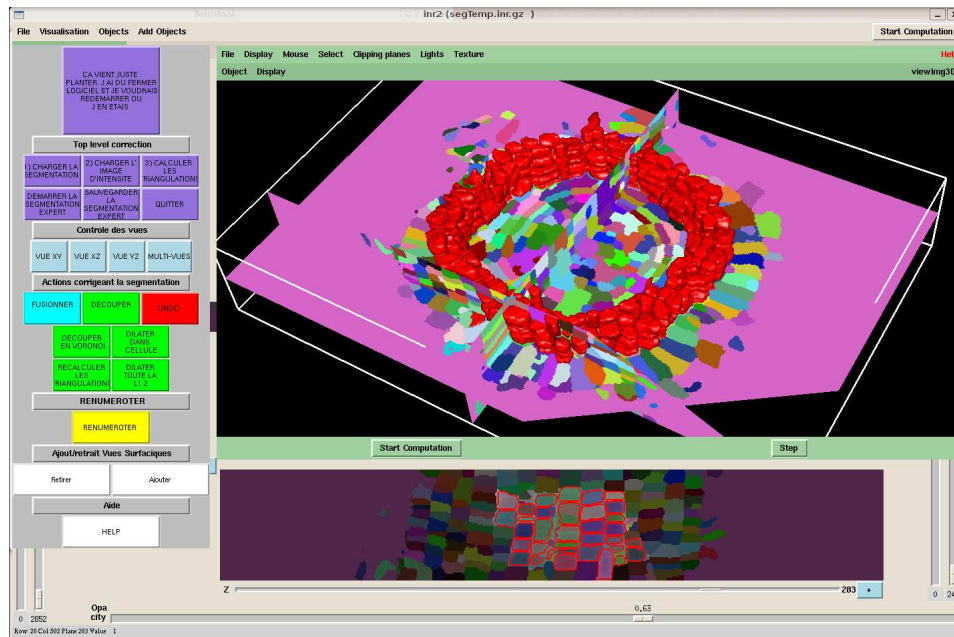 Terminal
inr2 (segTemp.inr.gz )
File Visualisation Objects Add Objects
Start Computation
CA VIENT JUSTE
PLANTER. J AI DU FERMER
LOGICIEL ET JE VOUDRAIS
REDEMARRER OU
J EN ETAIS
Top level correction
1) CHARGER LA
SEGMENTATION
2) CHARGER L'
IMAGE
D'INTENSITE
3) CALCULER
LES
TRIANGULATIONS
DEMARRER LA
SEGMENTATION
EXPERT
SAUVEGARDER
LA
SEGMENTATION
EXPERT
QUITTER
Controle des vues
VUE XY VUE XZ VUE YZ MULTI-VUES
Actions corrigeant la segmentation
FUSIONNER DECOUPER UNDO
DECOUPER
EN VORONOI
DILATER
DANS
CELLULE
RECALCULER
LES
TRIANGULATIONS
DILATER
TOUTE LA
L1 2
RENUMEROTER
RENUMEROTER
Ajout/retrait Vues Surfaciques
Retirer Ajouter
Aide
HELP
File Display Mouse Select Clipping planes Lights Texture
Help
Object Display
viewImg3D
Start Computation Step
Z 203 +
0 2852
Opa
city
0.63
0 24
Row 20 Col 502 Plane 203 Value 1